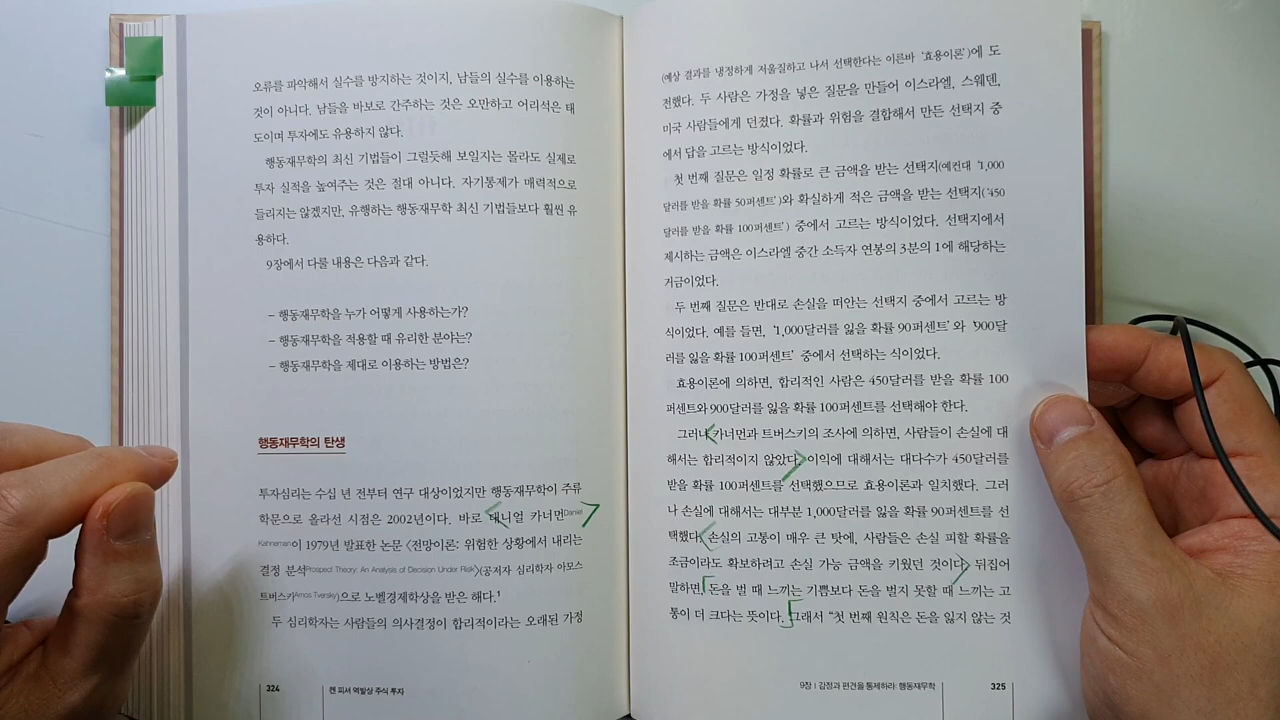 오류를 파악해서 실수를 방지하는 것이지, 남들의 실수를 이용하는
것이 아니다. 남들을 바보로 간주하는 것은 오만하고 어리석은 태
도이며 투자에도 유용하지 않다.
행동재무학의 최신 기법들이 그럴듯해 보일지는 몰라도 실제로
투자 실적을 높여주는 것은 절대 아니다. 자기통제가 매력적으로
들리지는 않겠지만, 유행하는 행동재무학 최신 기법들보다 훨씬 유
용하다.
9장에서 다룰 내용은 다음과 같다.
– 행동재무학을 누가 어떻게 사용하는가?
– 행동재무학을 적용할 때 유리한 분야는?
– 행동재무학을 제대로 이용하는 방법은?
행동재무학의 탄생
투자심리는 수십 년 전부터 연구 대상이었지만 행동재무학이 주류
학문으로 올라선 시점은 2002년이다. 바로 대니얼 카너먼Daniel
Kahneman이 1979년 발표한 논문 〈전망이론: 위험한 상황에서 내리는
결정 분석Prospect Theory: An Analysis of Decision Under Risk〉(공저자 심리학자 아모스
트버스키Amos Tversky)으로 노벨경제학상을 받은 해다.1
두 심리학자는 사람들의 의사결정이 합리적이라는 오래된 가정
324 켄 피셔 역발상 주식 투자
(예상 결과를 냉정하게 저울질하고 나서 선택한다는 이른바 '효용이론')에 도
전했다. 두 사람은 가정을 넣은 질문을 만들어 이스라엘, 스웨덴,
미국 사람들에게 던졌다. 확률과 위험을 결합해서 만든 선택지 중
에서 답을 고르는 방식이었다.
첫 번째 질문은 일정 확률로 큰 금액을 받는 선택지(예컨대 '1,000
달러를 받을 확률 50퍼센트')와 확실하게 적은 금액을 받는 선택지('450
달러를 받을 확률 100퍼센트') 중에서 고르는 방식이었다. 선택지에서
제시하는 금액은 이스라엘 중간 소득자 연봉의 3분의 1에 해당하는
거금이었다.
두 번째 질문은 반대로 손실을 떠안는 선택지 중에서 고르는 방
식이었다. 예를 들면, '1,000달러를 잃을 확률 90퍼센트'와 '900달
러를 잃을 확률 100퍼센트' 중에서 선택하는 식이었다.
효용이론에 의하면, 합리적인 사람은 450달러를 받을 확률 100
퍼센트와 900달러를 잃을 확률 100퍼센트를 선택해야 한다.
그러나 카너먼과 트버스키의 조사에 의하면, 사람들이 손실에 대
해서는 합리적이지 않았다. 이익에 대해서는 대다수가 450달러를
받을 확률 100퍼센트를 선택했으므로 효용이론과 일치했다. 그러
나 손실에 대해서는 대부분 1,000달러를 잃을 확률 90퍼센트를 선
택했다. 손실의 고통이 매우 큰 탓에, 사람들은 손실 피할 확률을
조금이라도 확보하려고 손실 가능 금액을 키웠던 것이다. 뒤집어
말하면, 돈을 벌 때 느끼는 기쁨보다 돈을 벌지 못할 때 느끼는 고
통이 더 크다는 뜻이다. 그래서 “첫 번째 원칙은 돈을 잃지 않는 것
9장 | 감정과 편견을 통제하라: 행동재무학 325